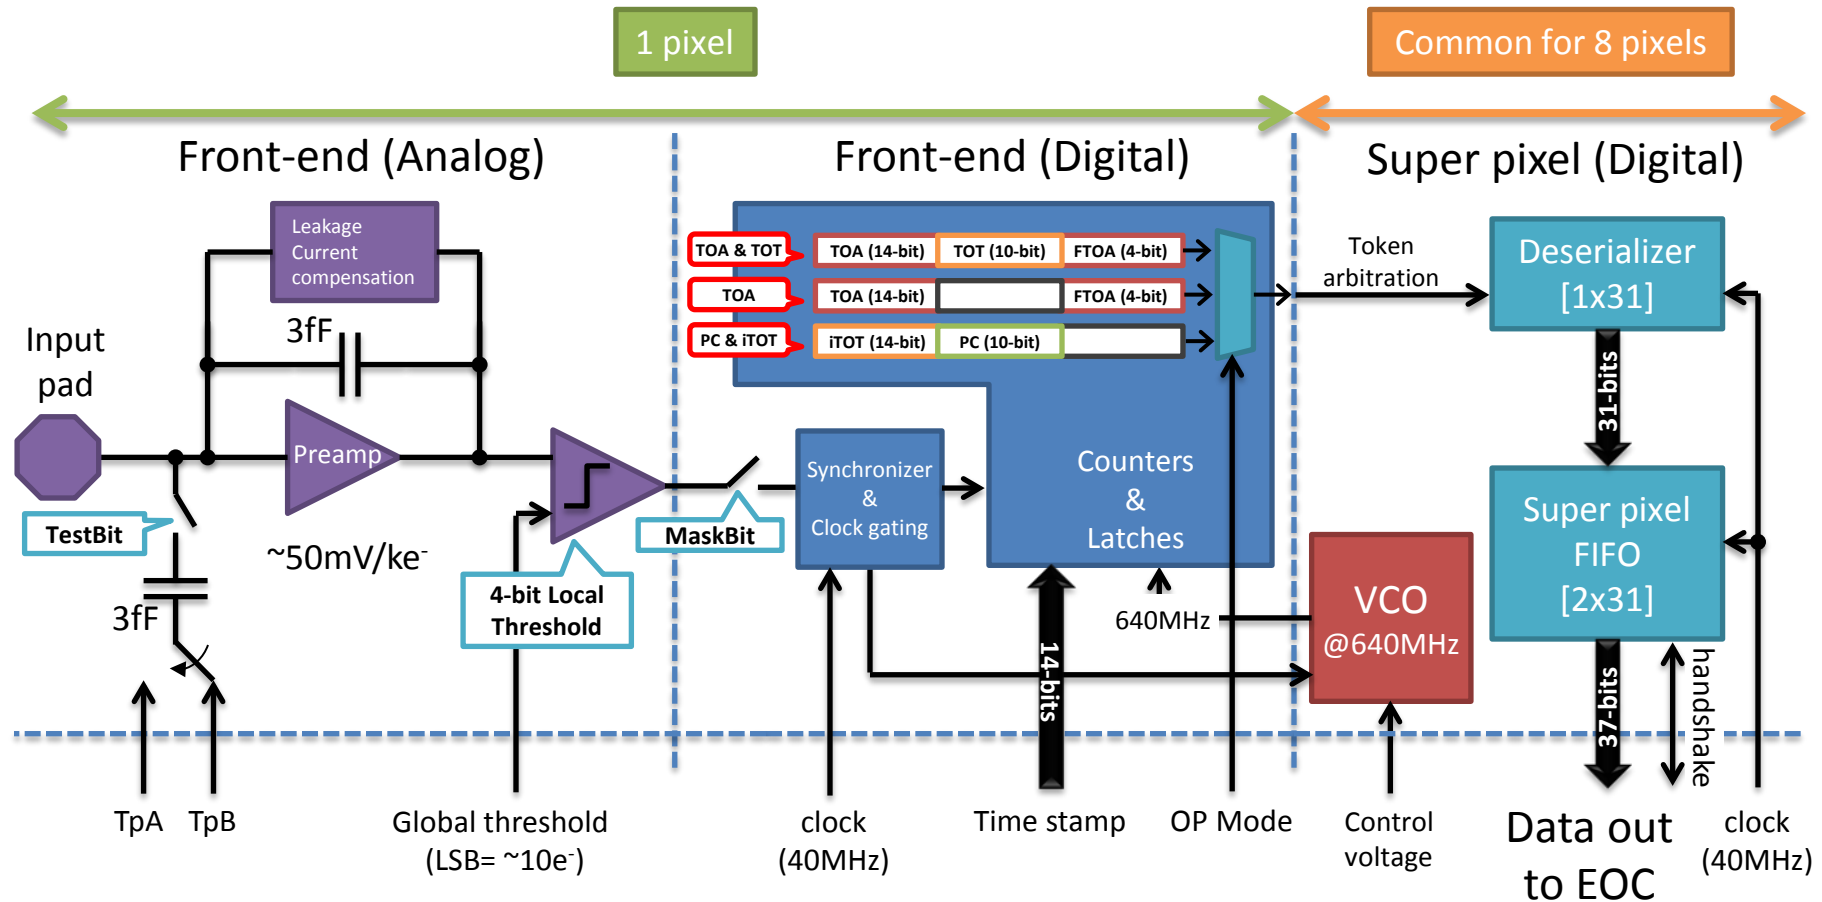 1 pixel
Common for 8 pixels
Front-end (Analog)
Front-end (Digital)
Super pixel (Digital)
Leakage
Current
compensation
3fF
Input
pad
Preamp
TestBit
~50mV/ke-
3fF
4-bit Local
Threshold
MaskBit
TpA
TpB
Global threshold
(LSB= ~10e-)
TOA & TOT
TOA (14-bit)
TOT (10-bit)
FTOA (4-bit)
TOA
TOA (14-bit)
FTOA (4-bit)
PC & iTOT
iTOT (14-bit)
PC (10-bit)
Synchronizer
&
Clock gating
Counters
&
Latches
640MHz
14-bits
clock
(40MHz)
Time stamp
OP Mode
Token
arbitration
Deserializer
[1x31]
31-bits
Super pixel
FIFO
[2x31]
VCO
@640MHz
37-bits
handshake
Control
voltage
Data out
to EOC
clock
(40MHz)